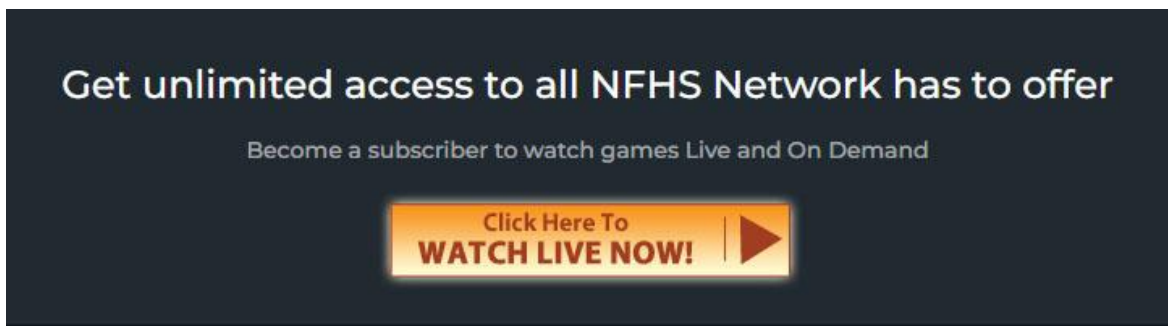 Get unlimited access to all NFHS Network has to offer
Become a subscriber to watch games Live and On Demand
Click Here To
WATCH LIVE NOW!